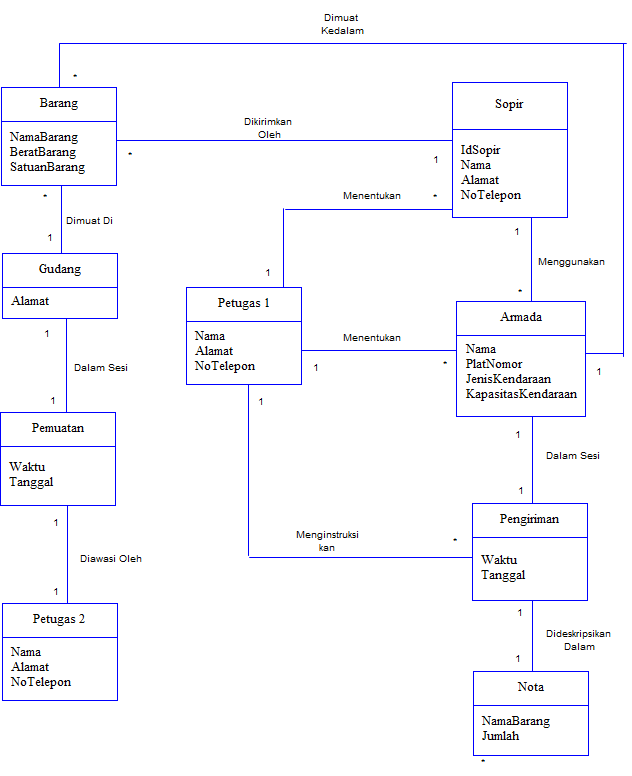 Dimuat
Kedalam
*
Barang
NamaBarang
BeratBarang
SatuanBarang
Dikirimkan
Oleh
*
1
Sopir
IdSopir
Nama
Alamat
NoTelepon
*
Dimuat Di
1
Menentukan
*
1
1
Menggunakan
*
Gudang
Alamat
Petugas 1
Nama
Alamat
NoTelepon
Menentukan
1
*
Armada
Nama
PlatNomor
JenisKendaraan
KapasitasKendaraan
1
1
Dalam Sesi
1
1
1
Dalam Sesi
1
Pemuatan
Waktu
Tanggal
Menginstruksi
kan
*
Pengiriman
Waktu
Tanggal
1
Diawasi Oleh
1
1
Dideskripsikan
Dalam
1
Petugas 2
Nama
Alamat
NoTelepon
Nota
NamaBarang
Jumlah
*